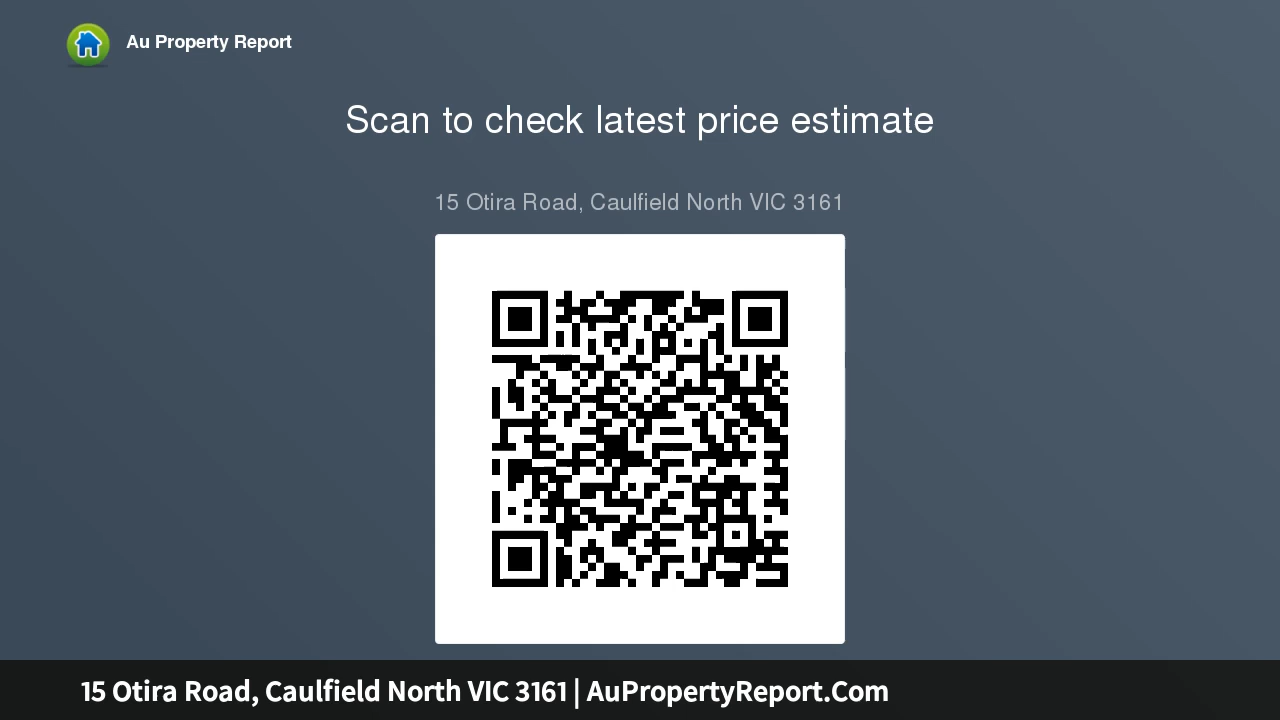 Au Property Report
Scan to check latest price estimate
15 Otira Road, Caulfield North VIC 3161
15 Otira Road, Caulfield North VIC 3161 | AuPropertyReport.Com